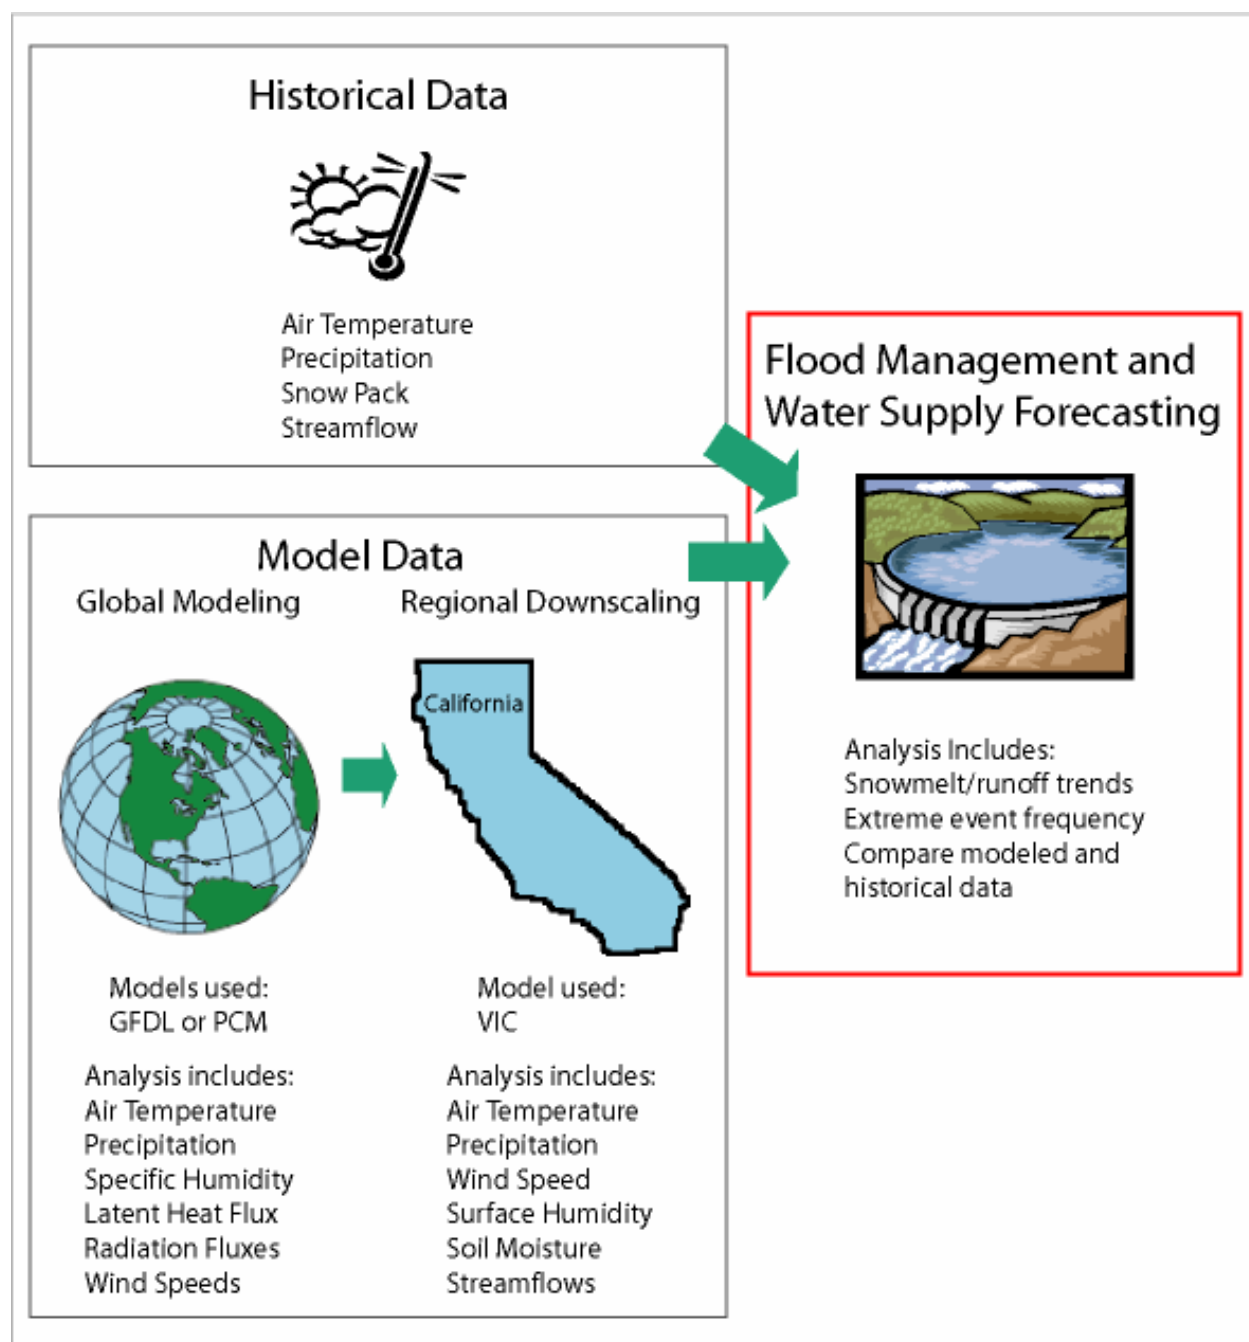 Historical Data
Air Temperature
Precipitation
Snow Pack
Streamflow
Model Data
Global Modeling
Models used:
GFDL or PCM
Analysis includes:
Air Temperature
Precipitation
Specific Humidity
Latent Heat Flux
Radiation Fluxes
Wind Speeds
Regional Downscaling
California
Model used:
VIC
Analysis includes:
Air Temperature
Precipitation
Wind Speed
Surface Humidity
Soil Moisture
Streamflows
Flood Management and
Water Supply Forecasting
Analysis Includes:
Snowmelt/runoff trends
Extreme event frequency
Compare modeled and
historical data